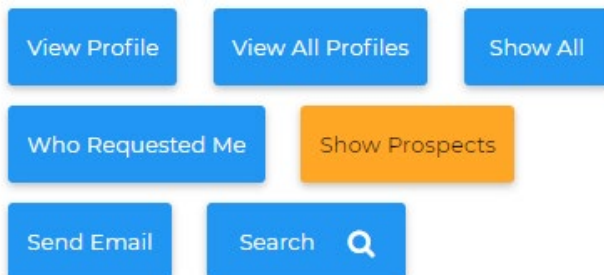 View Profile View All Profiles Show All
Who Requested Me Show Prospects
Send Email Search